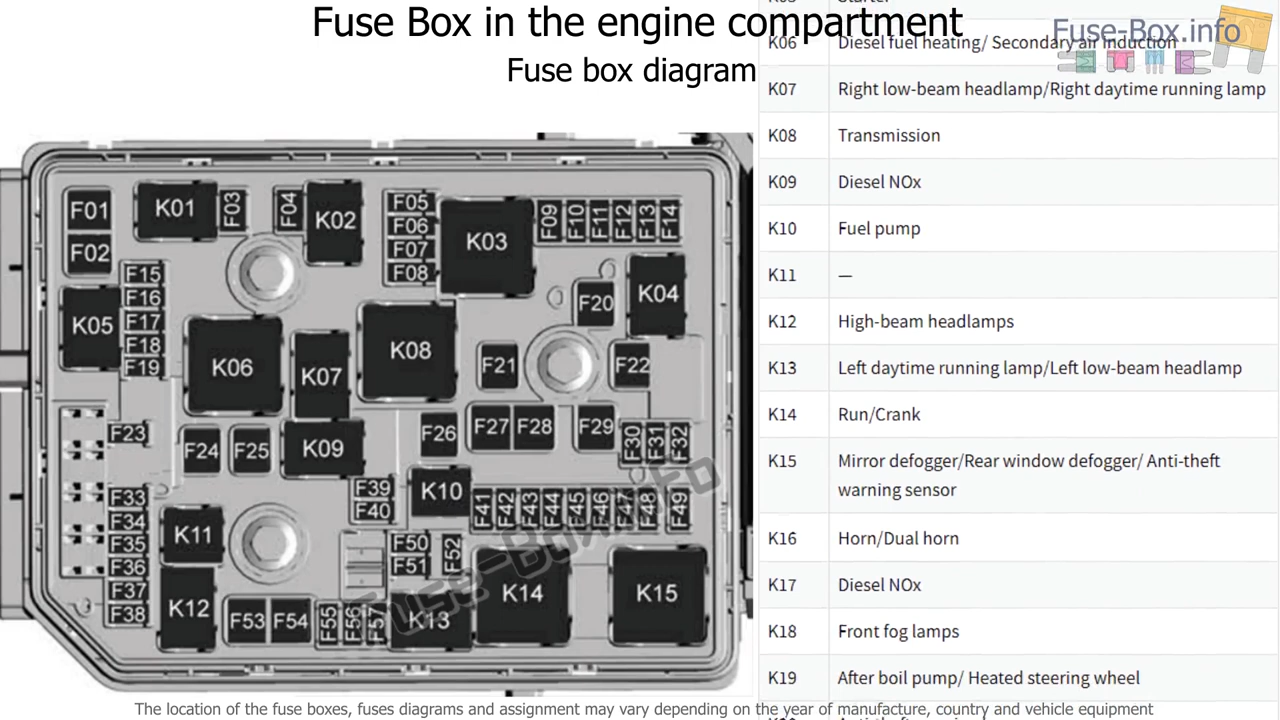 Fuse Box in the engine compartment
Fuse box diagram
Fuse-Box.info
K06 Diesel fuel heating/ Secondary air induction
K07 Right low-beam headlamp/Right daytime running lamp
K08 Transmission
K09 Diesel NOx
K10 Fuel pump
K11 —
K12 High-beam headlamps
K13 Left daytime running lamp/Left low-beam headlamp
K14 Run/Crank
K15 Mirror defogger/Rear window defogger/ Anti-theft
warning sensor
K16 Horn/Dual horn
K17 Diesel NOx
K18 Front fog lamps
K19 After boil pump/ Heated steering wheel
F01 K01 F03 F04 K02 F05 K03 F09 F10 F11 F12 F13 F14
F06
F02 F07
F15 F08
F16 F20 K04
K05 F17
F18 K06 K07 K08 F21 F22
F19
F23 F24 F25 K09 F26 F27 F28 F29 F30 F31 F32
F39 K10
F33 F40 F41 F42 F43 F44 F45 F46 F47 F48 F49
F34 K11
F35 F50 F52
F36 F51
F37 K12 K14 K15
F38 F53 F54 F55 F56 F57 K13
Fuse-Box.info
The location of the fuse boxes, fuses diagrams and assignment may vary depending on the year of manufacture, country and vehicle equipment